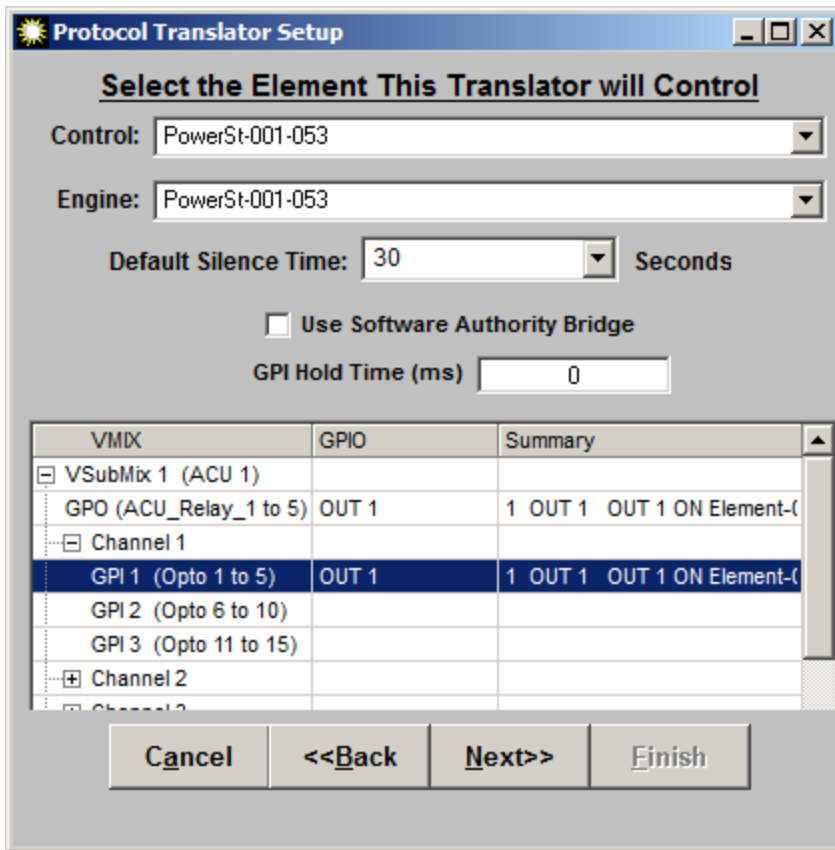 Protocol Translator Setup
Select the Element This Translator will Control
Control: PowerSt-001-053
Engine: PowerSt-001-053
Default Silence Time: 30 Seconds
Use Software Authority Bridge
GPI Hold Time (ms) 0
VMIX GPIO Summary
VSubMix 1 (ACU 1)
GPO (ACU_Relay_1 to 5) OUT 1 1 OUT 1 OUT 1 ON Element-0
Channel 1
GPI 1 (Opto 1 to 5) OUT 1 1 OUT 1 OUT 1 ON Element-0
GPI 2 (Opto 6 to 10)
GPI 3 (Opto 11 to 15)
Channel 2
Cancel <<Back Next>> Finish